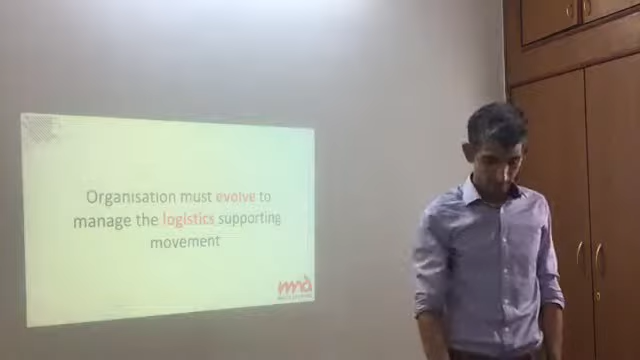 Organisation must evolve to
manage the logistics supporting
movement